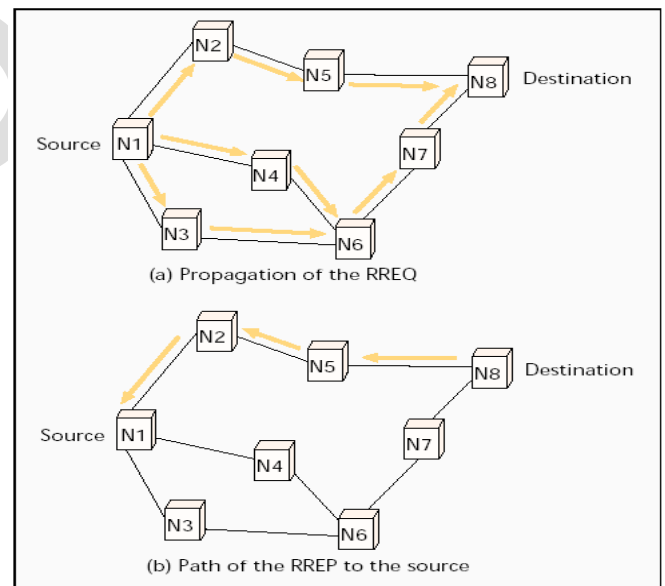 N2
N5
N8
Destination
Source
N1
N4
N7
N3
N6
(a) Propagation of the RREQ
N2
N5
N8
Destination
Source
N1
N7
N4
N3
N6
(b) Path of the RREP to the source